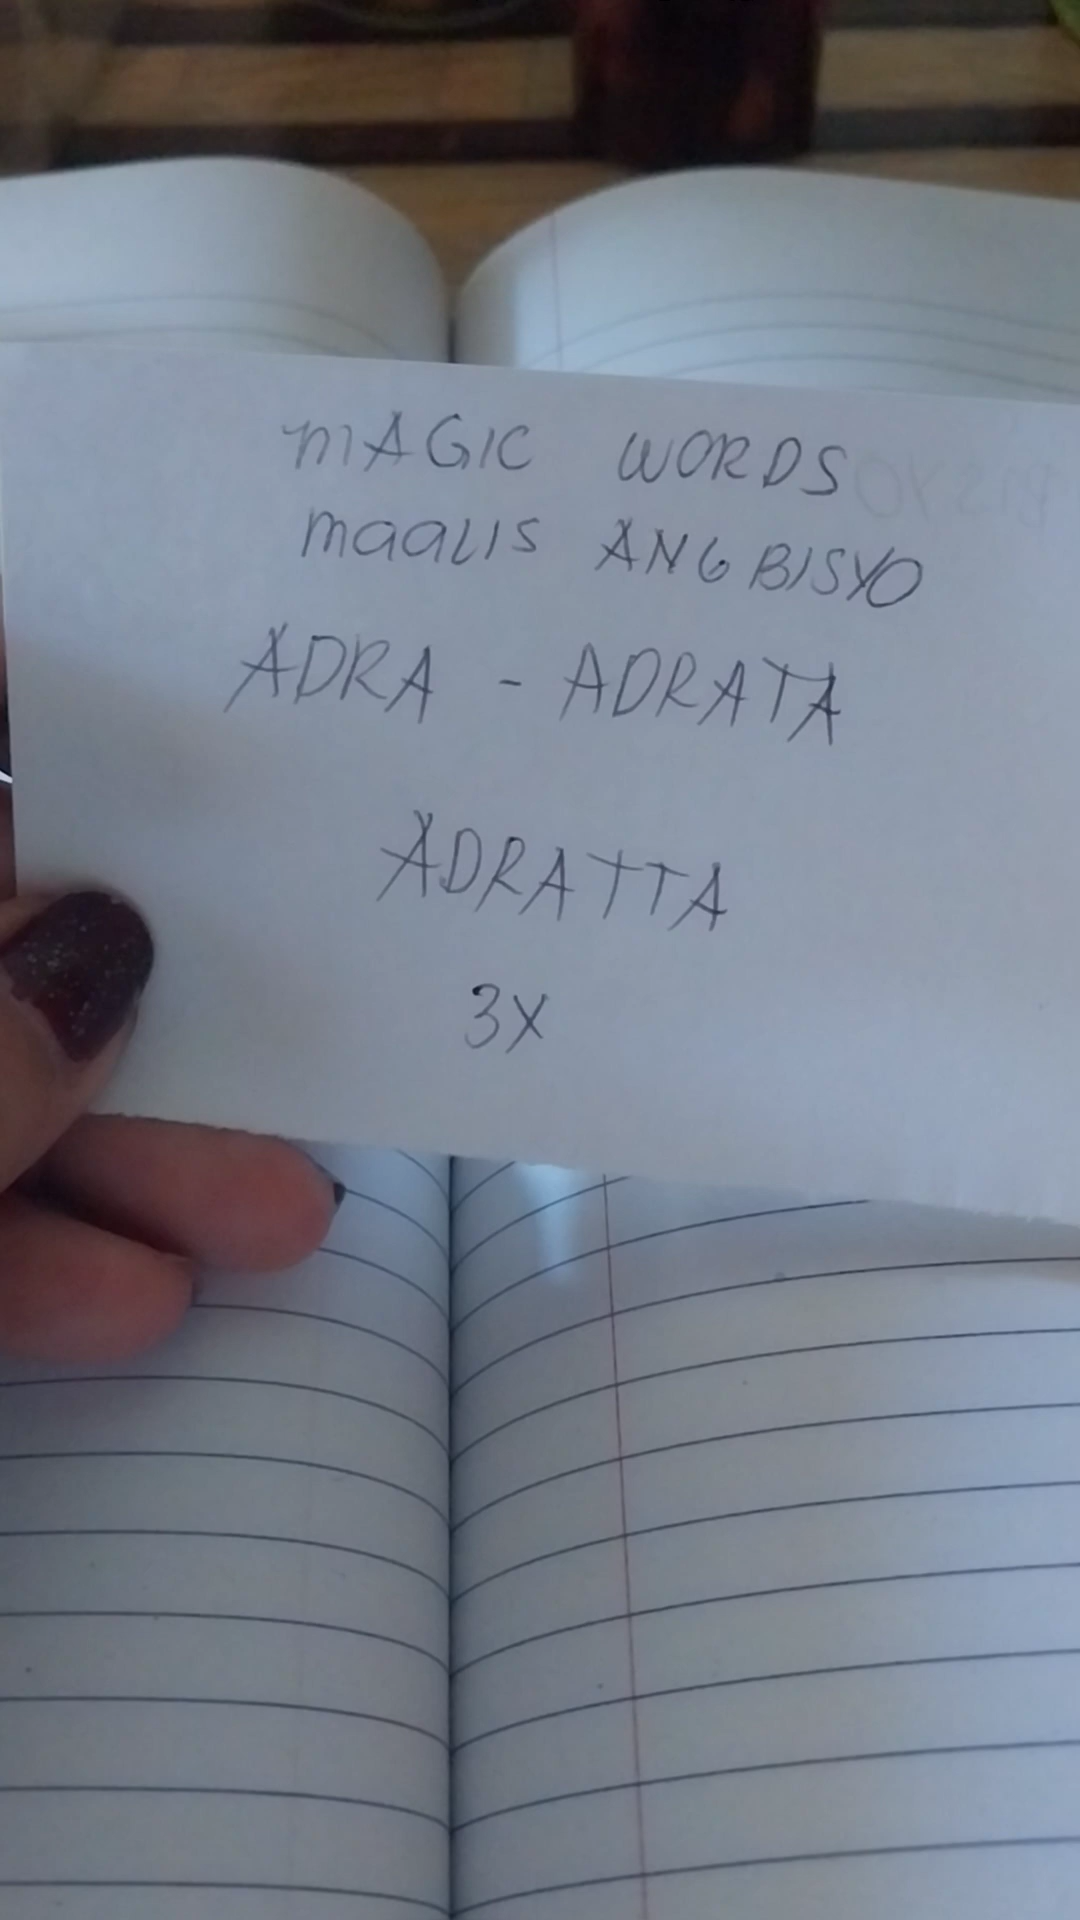 MAGIC WORDS
MAALIS ANG BISYO
ADRA - ADRATA
ADRATTA
3X